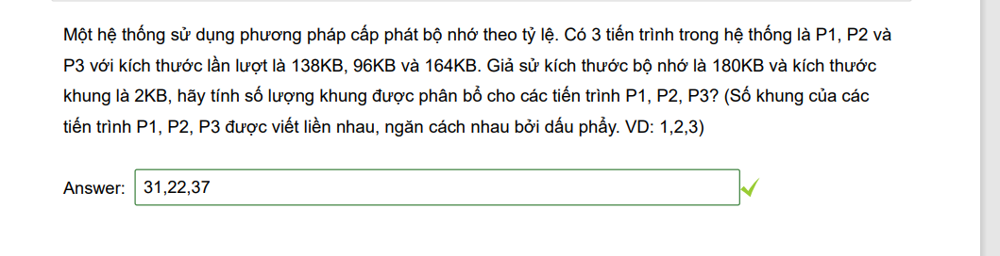 Một hệ thống sử dụng phương pháp cấp phát bộ nhớ theo tỷ lệ. Có 3 tiến trình trong hệ thống là P1, P2 và
P3 với kích thước lần lượt là 138KB, 96KB và 164KB. Giả sử kích thước bộ nhớ là 180KB và kích thước
khung là 2KB, hãy tính số lượng khung được phân bổ cho các tiến trình P1, P2, P3? (Số khung của các
tiến trình P1, P2, P3 được viết liền nhau, ngăn cách nhau bởi dấu phẩy. VD: 1,2,3)
Answer: 31,22,37